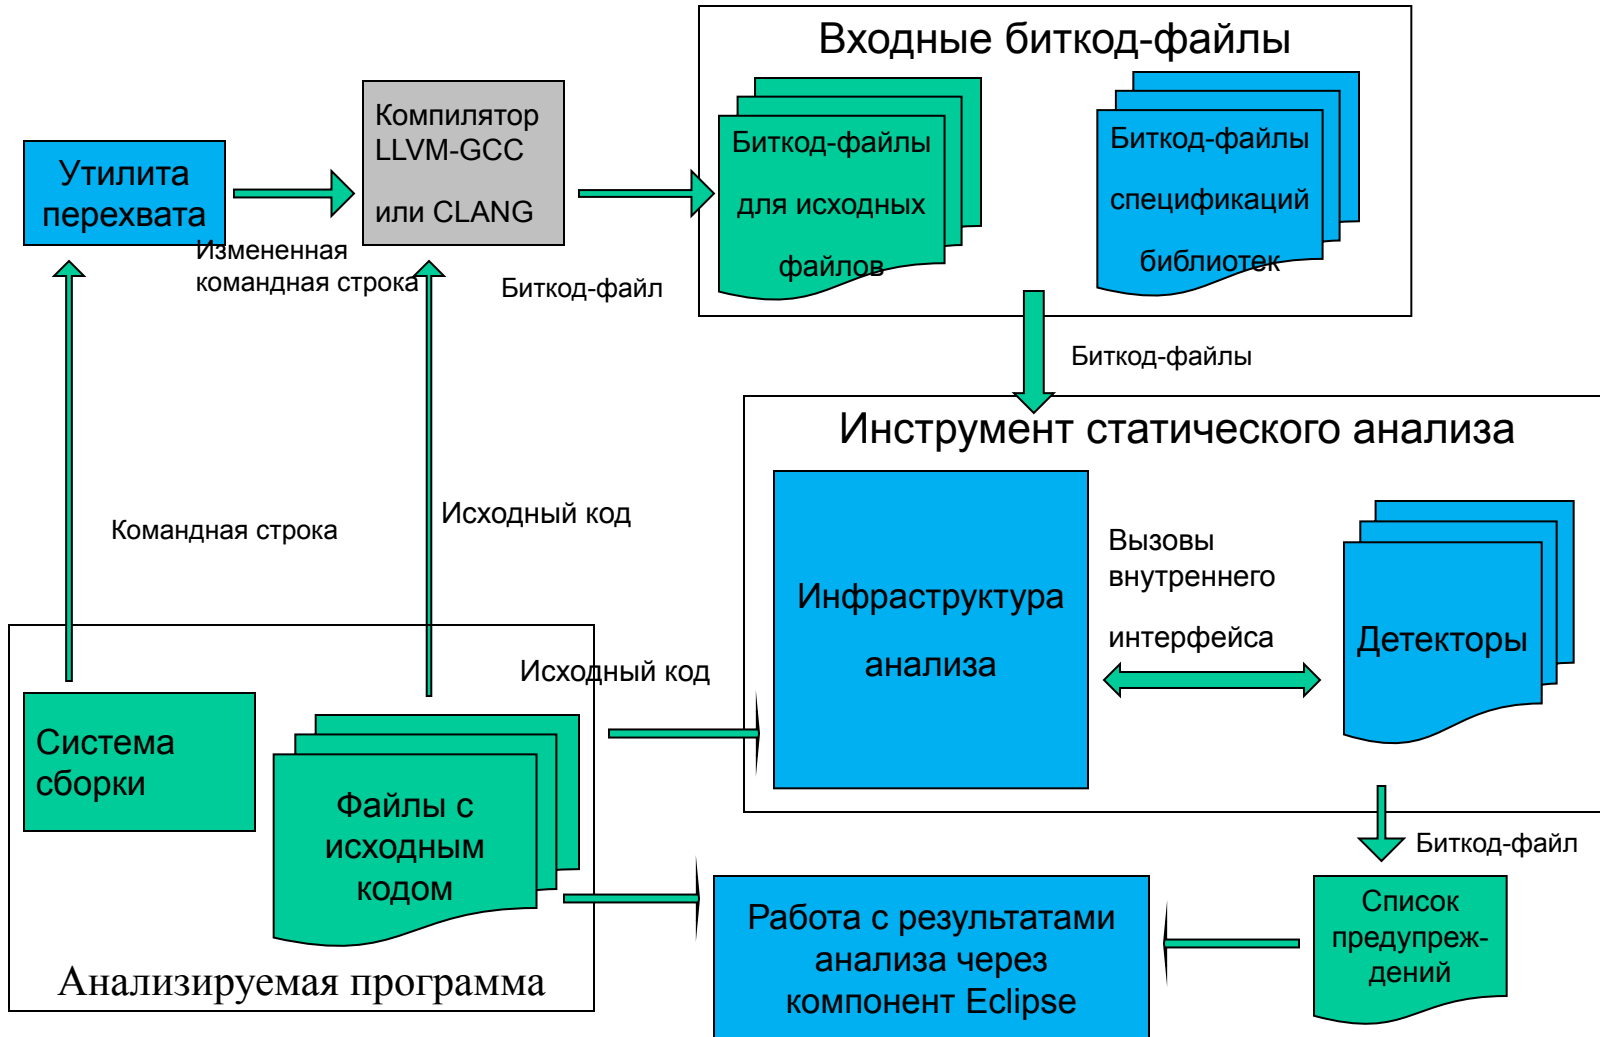 Входные биткод-файлы
Компилятор
LLVM-GCC
или CLANG
Биткод-файлы
для исходных
файлов
Биткод-файлы
спецификаций
библиотек
Утилита
перехвата
Измененная
командная строка
Биткод-файл
Биткод-файлы
Инструмент статического анализа
Командная строка
Исходный код
Вызовы
внутреннего
интерфейса
Инфраструктура
анализа
Детекторы
Исходный код
Система
сборки
Файлы с
исходным
кодом
Биткод-файл
Работа с результатами
анализа через
компонент Eclipse
Список
предупреж-
дений
Анализируемая программа